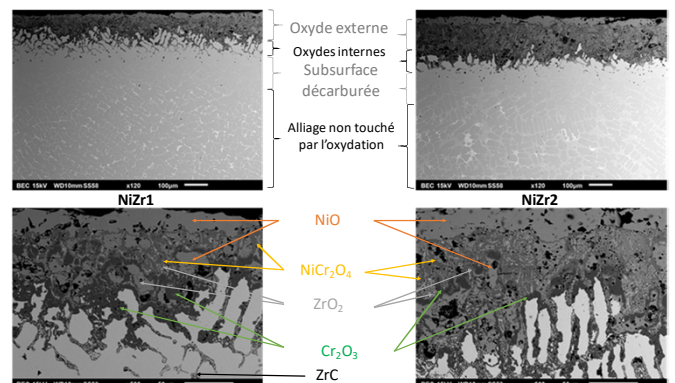 Oxyde externe
Oxydes internes
Subsurface
décarburée
Alliage non touché
par l'oxydation
BEC 15kV WD10mm SS58 x120 100µm
BEC 15kV WD10mm SS58 x120 100µm
NiZr1
NiZr2
NiO
NiCr₂O₄
ZrO₂
Cr₂O₃
ZrC